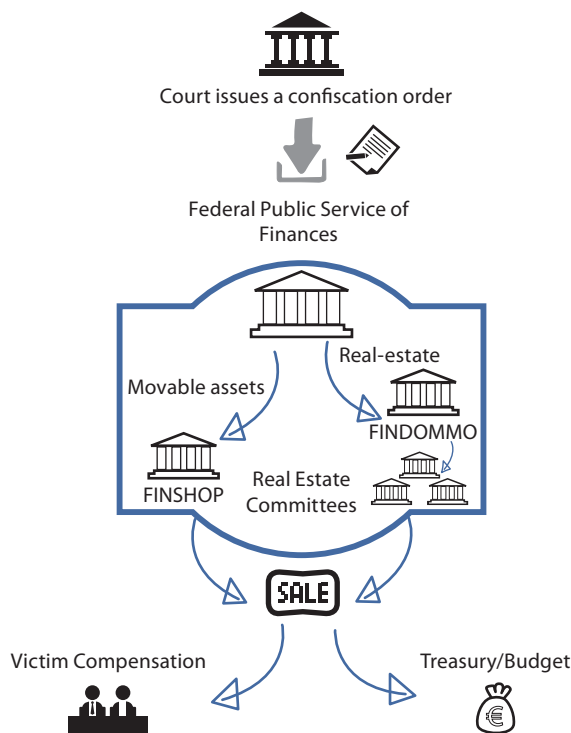 Court issues a confiscation order
Federal Public Service of
Finances
Real-estate
Movable assets
FINDOMMO
FINSHOP
Real Estate
Committees
SALE
Victim Compensation
Treasury/Budget
€